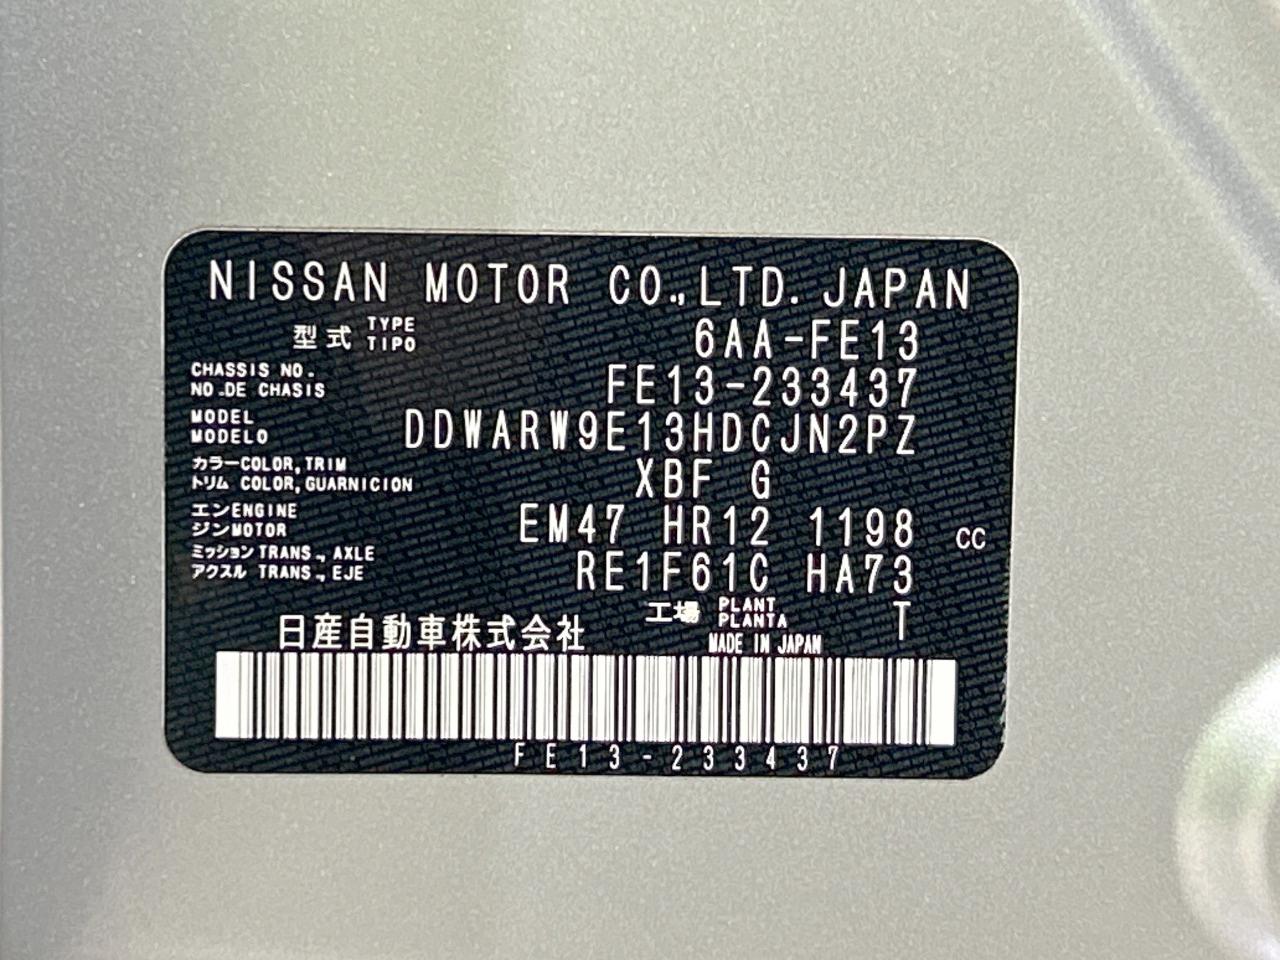 NISSAN MOTOR CO.,LTD. JAPAN
型式 TYPE TIPO 6AA-FE13
CHASSIS NO. NO.DE CHASIS FE13-233437
MODEL MODELO DDWARW9E13HDCJN2PZ
カラー COLOR,TRIM トリム COLOR,GUARNICION XBF G
エンジン ENGINE MOTOR EM47 HR12 1198 CC
ミッション TRANS., AXLE アクスル TRANS., EJE RE1F61C HA73
工場 PLANT PLANTA T
日産自動車株式会社 MADE IN JAPAN
FE13-233437